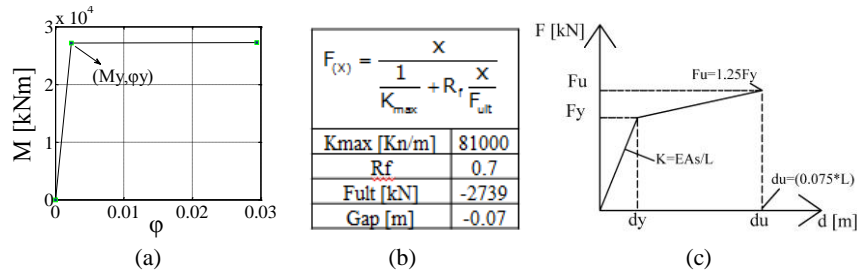 3 x 10^4
2
1
0
0
0.01
0.02
0.03
M [kNm]
φ
(My,φy)
(a)
F(X) = x / (1/Kmax + Rf x/Fult)
Kmax [Kn/m] 81000
Rf 0.7
Fult [kN] -2739
Gap [m] -0.07
(b)
F [kN]
Fu
Fy
Fu=1.25Fy
K=EAs/L
du=(0.075*L)
dy
du
d [m]
(c)